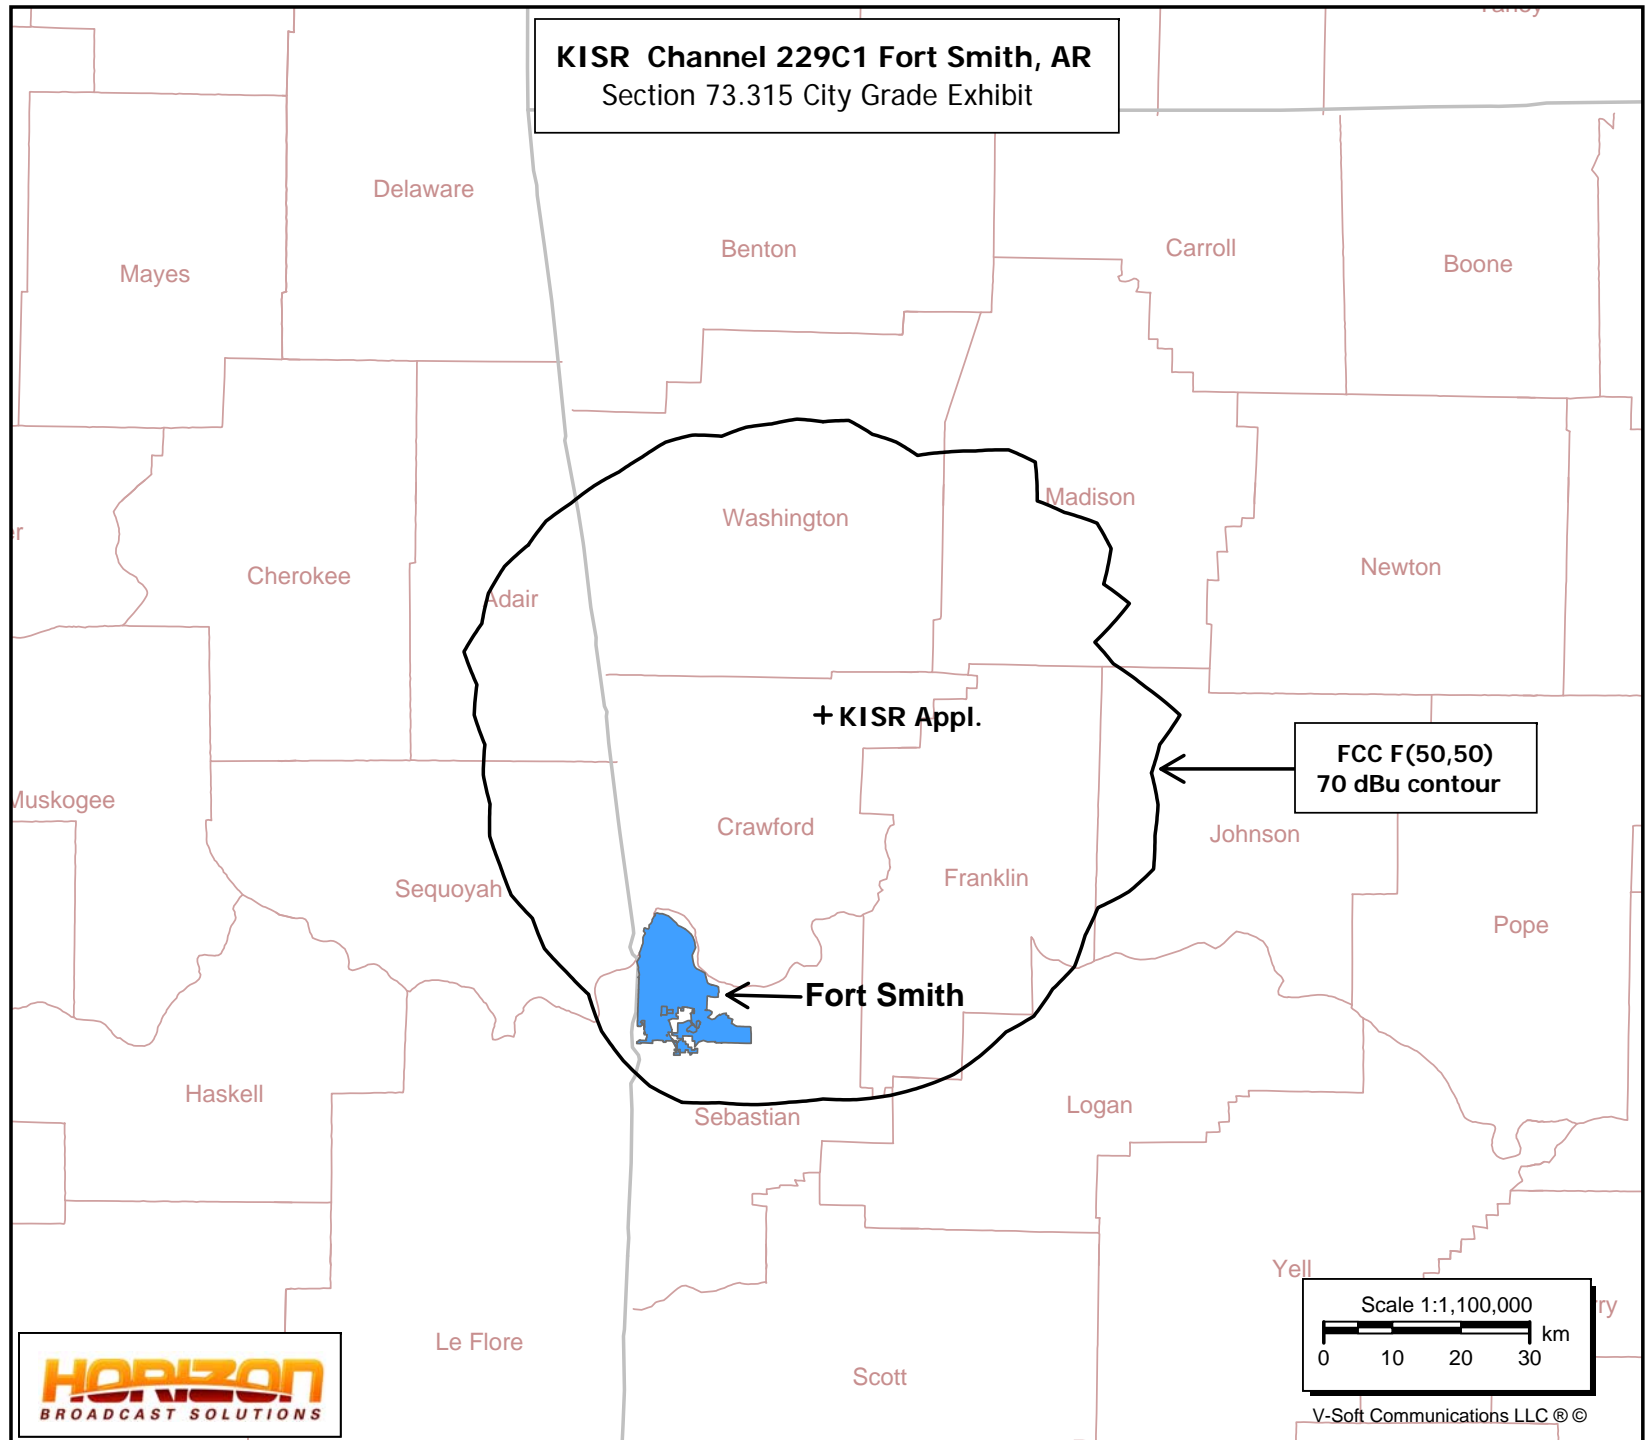 KISR Channel 229C1 Fort Smith, AR
Section 73.315 City Grade Exhibit
Delaware
Benton
Carroll
Boone
Mayes
Madison
Washington
Newton
Cherokee
Adair
KISR Appl.
FCC F(50,50)
70 dBu contour
Muskogee
Crawford
Johnson
Franklin
Sequoyah
Pope
Fort Smith
Haskell
Logan
Sebastian
Yell
Scale 1:1,100,000
km
0 10 20 30
Le Flore
Scott
HORIZON
BROADCAST SOLUTIONS
V-Soft Communications LLC ® ©